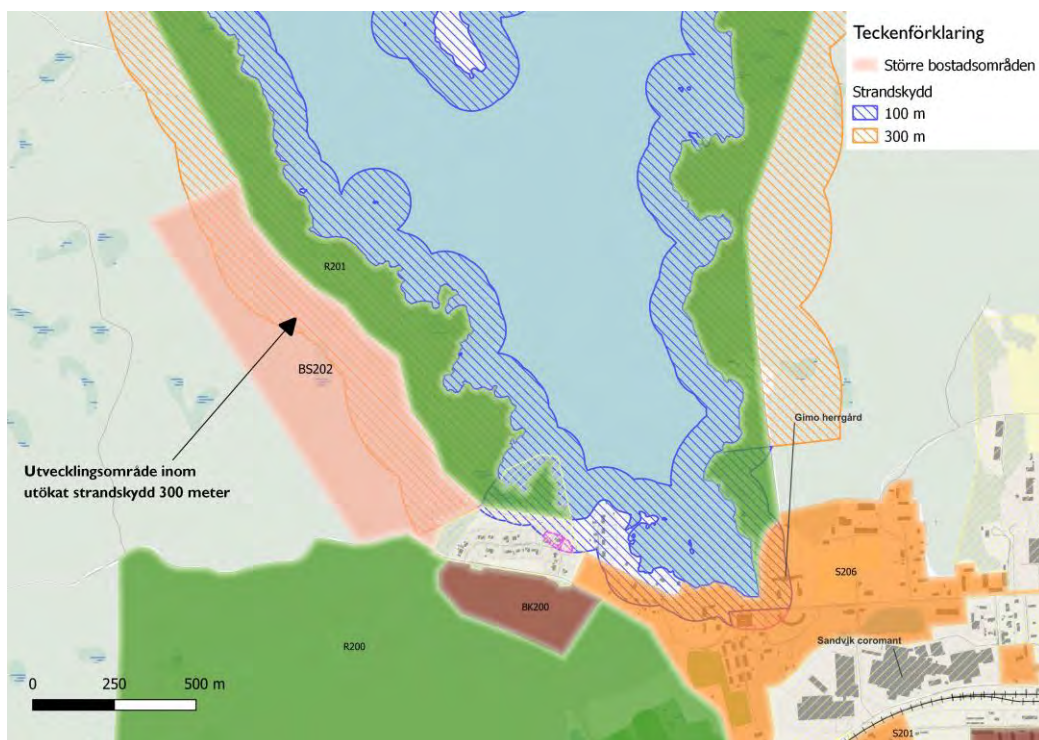 Teckenförklaring
Större bostadsområden
Strandskydd
100 m
300 m
R201
BS202
Gimo herrgård
Utvecklingsområde inom
utökat strandskydd 300 meter
S206
BK200
R200
Sandvjk coromant
0 250 500 m
S201